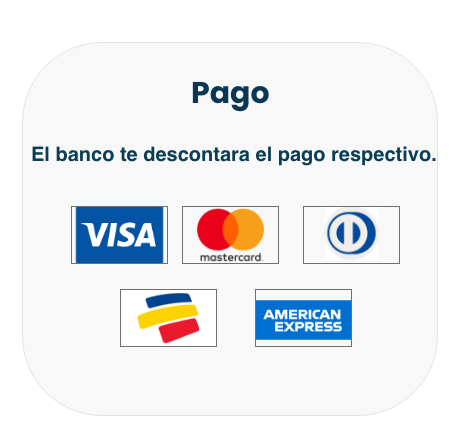 Pago
El banco te descontara el pago respectivo.
VISA
mastercard.
AMERICAN
EXPRESS